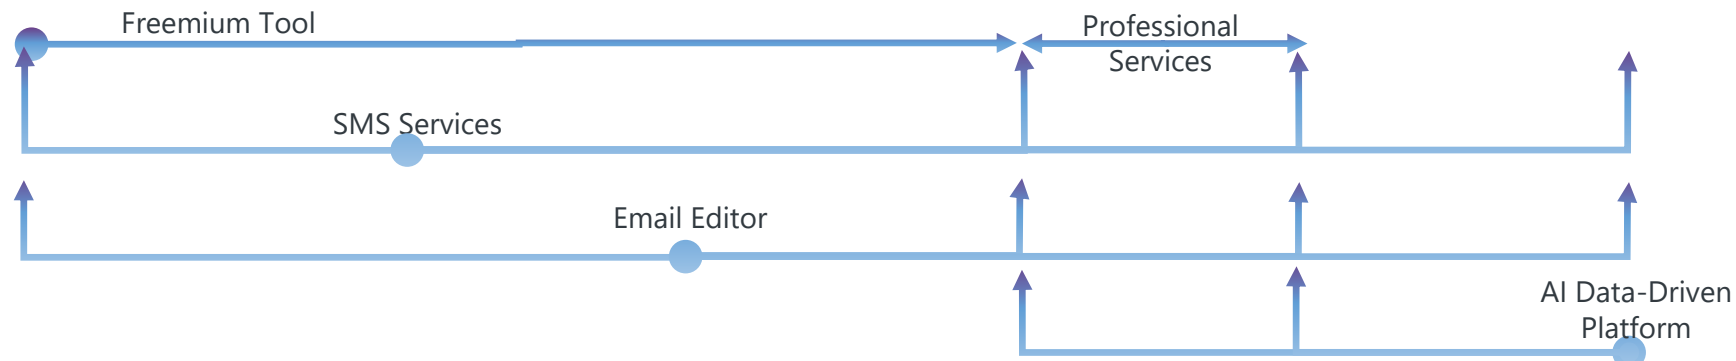 Freemium Tool
Professional
Services
SMS Services
Email Editor
AI Data-Driven
Platform